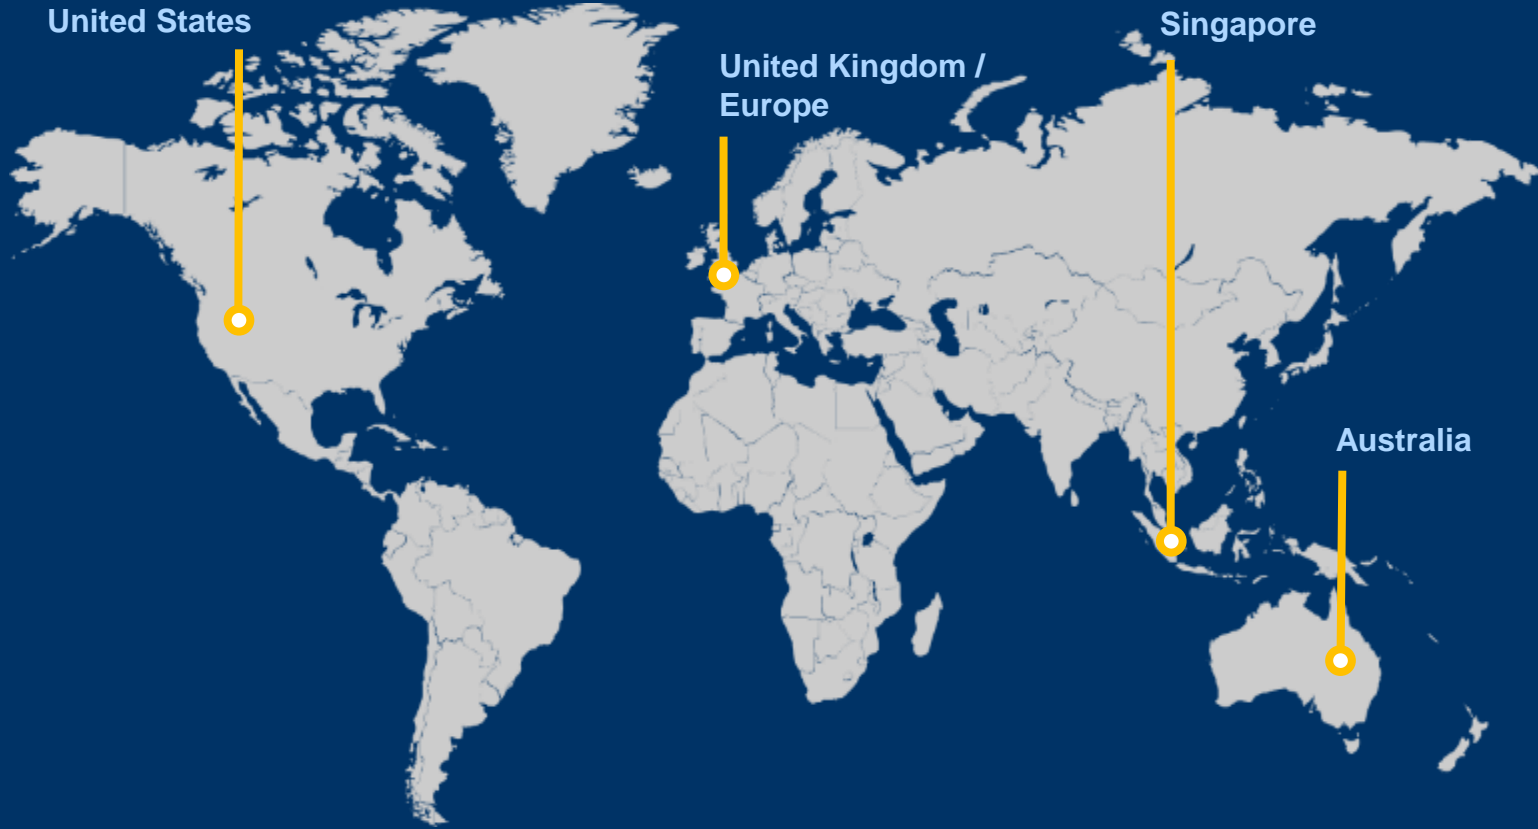 United States
Singapore
United Kingdom /
Europe
Australia